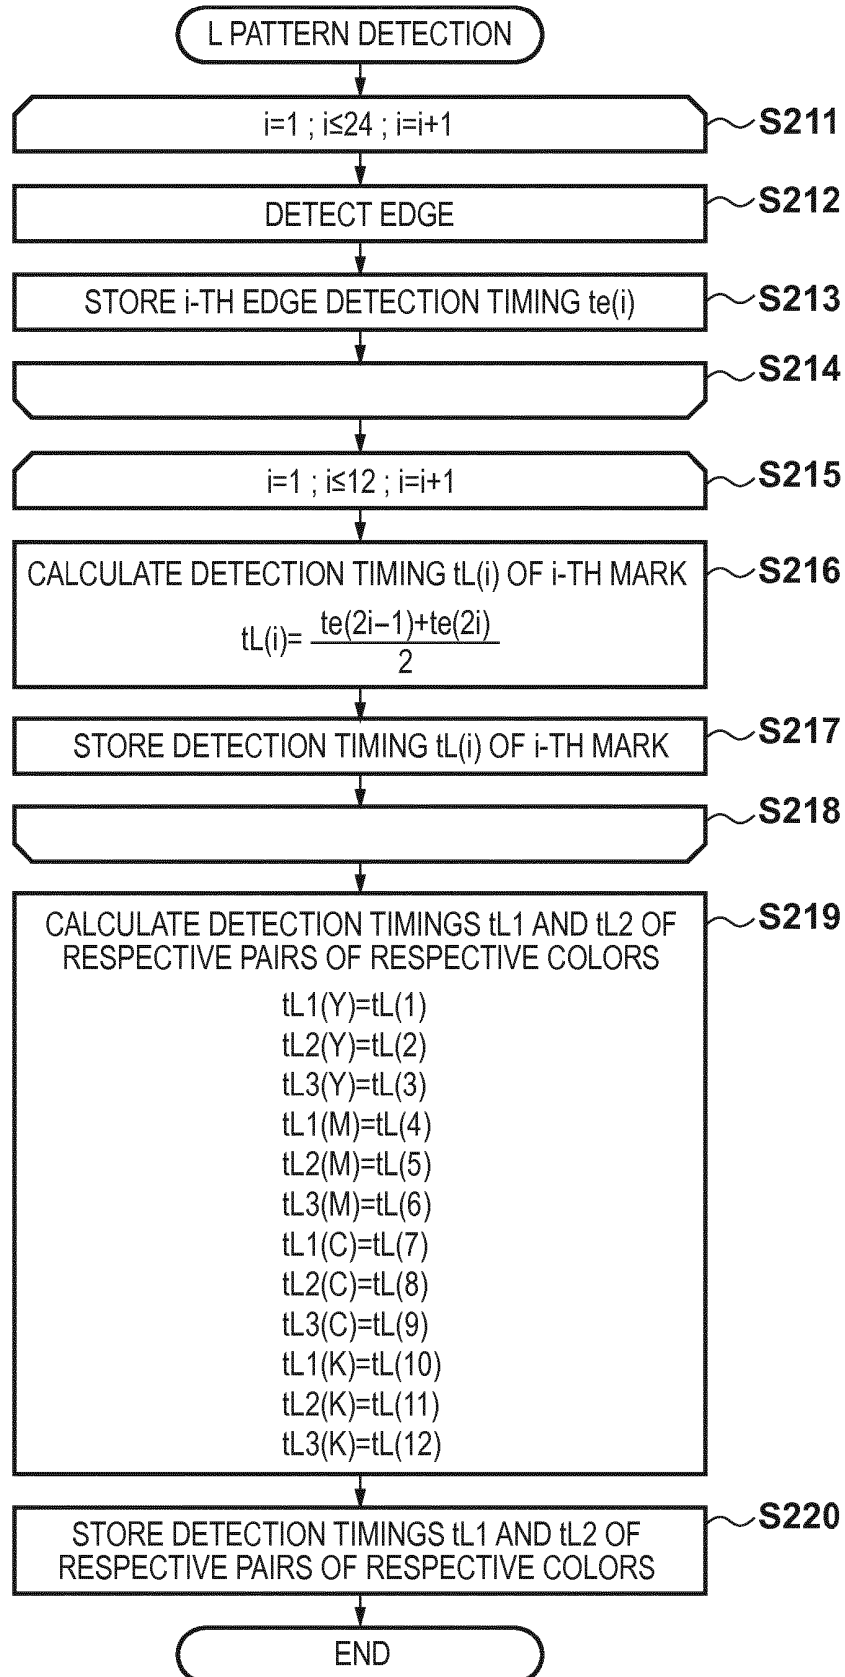 L PATTERN DETECTION
i=1 ; i≤24 ; i=i+1
S211
DETECT EDGE
S212
STORE i-TH EDGE DETECTION TIMING te(i)
S213
S214
i=1 ; i≤12 ; i=i+1
S215
CALCULATE DETECTION TIMING tL(i) OF i-TH MARK
S216
tL(i)= te(2i–1)+te(2i)
2
STORE DETECTION TIMING tL(i) OF i-TH MARK
S217
S218
CALCULATE DETECTION TIMINGS tL1 AND tL2 OF
S219
RESPECTIVE PAIRS OF RESPECTIVE COLORS
tL1(Y)=tL(1)
tL2(Y)=tL(2)
tL3(Y)=tL(3)
tL1(M)=tL(4)
tL2(M)=tL(5)
tL3(M)=tL(6)
tL1(C)=tL(7)
tL2(C)=tL(8)
tL3(C)=tL(9)
tL1(K)=tL(10)
tL2(K)=tL(11)
tL3(K)=tL(12)
STORE DETECTION TIMINGS tL1 AND tL2 OF
S220
RESPECTIVE PAIRS OF RESPECTIVE COLORS
END